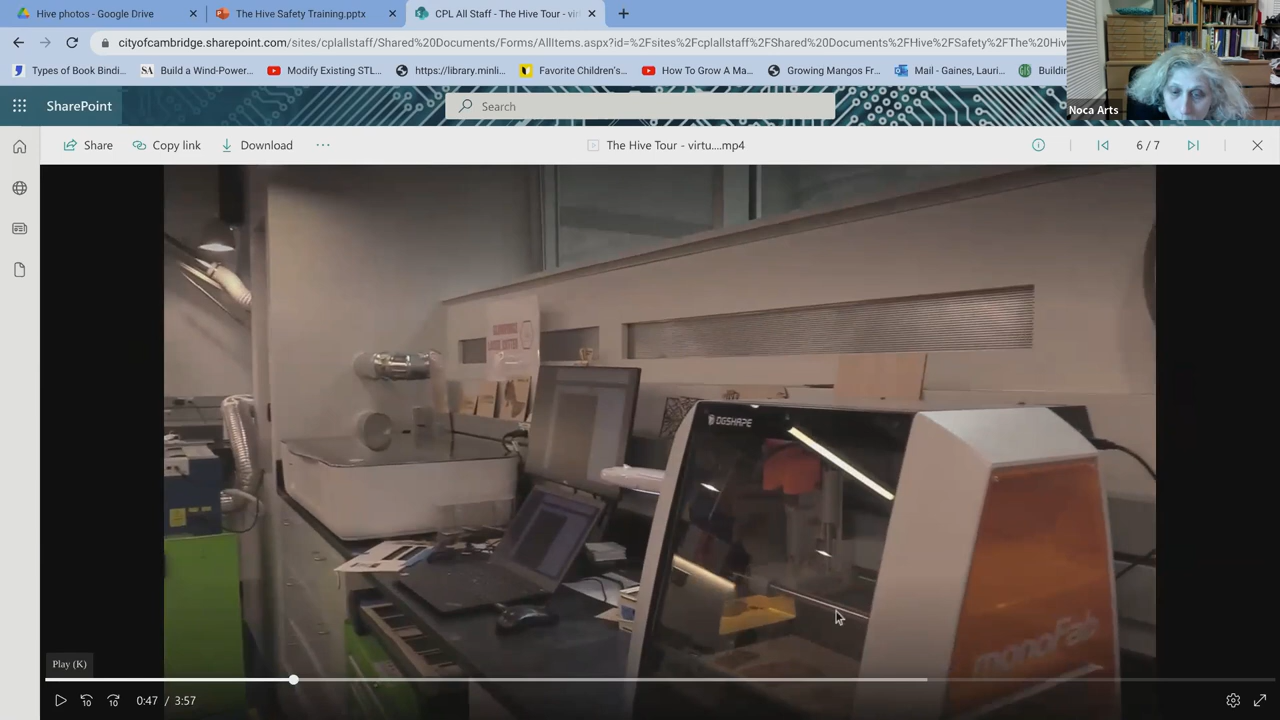 Hive photos - Google Drive
The Hive Safety Training.pptx
CPL All Staff - The Hive Tour - virt
cityofcambridge.sharepoint.com/sites/cplallstaff/Shared%20Documents/Forms/AllItems.aspx?id=%2Fsites%2Fcplallstaff%2FShared%20Documents%2FHive%2FSafety%2FThe%20Hiv
Types of Book Bindi...
Build a Wind-Power...
Modify Existing STL...
https://library.minli...
Favorite Children's...
How To Grow A Ma...
Growing Mangos Fr...
Mail - Gaines, Lauri...
Buildin
Noca Arts
SharePoint
Search
Share
Copy link
Download
The Hive Tour - virtu....mp4
6 / 7
DGSHAPE
monoFab
Play (K)
0:47 / 3:57